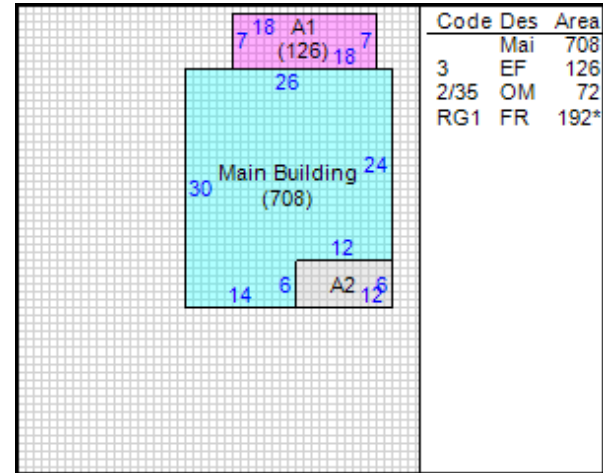 18 A1
7 7
(126) 18
26
Main Building 24
30
(708)
12
6 A2 6
14 12
Code Des Area
Mai 708
3 EF 126
2/35 OM 72
RG1 FR 192*